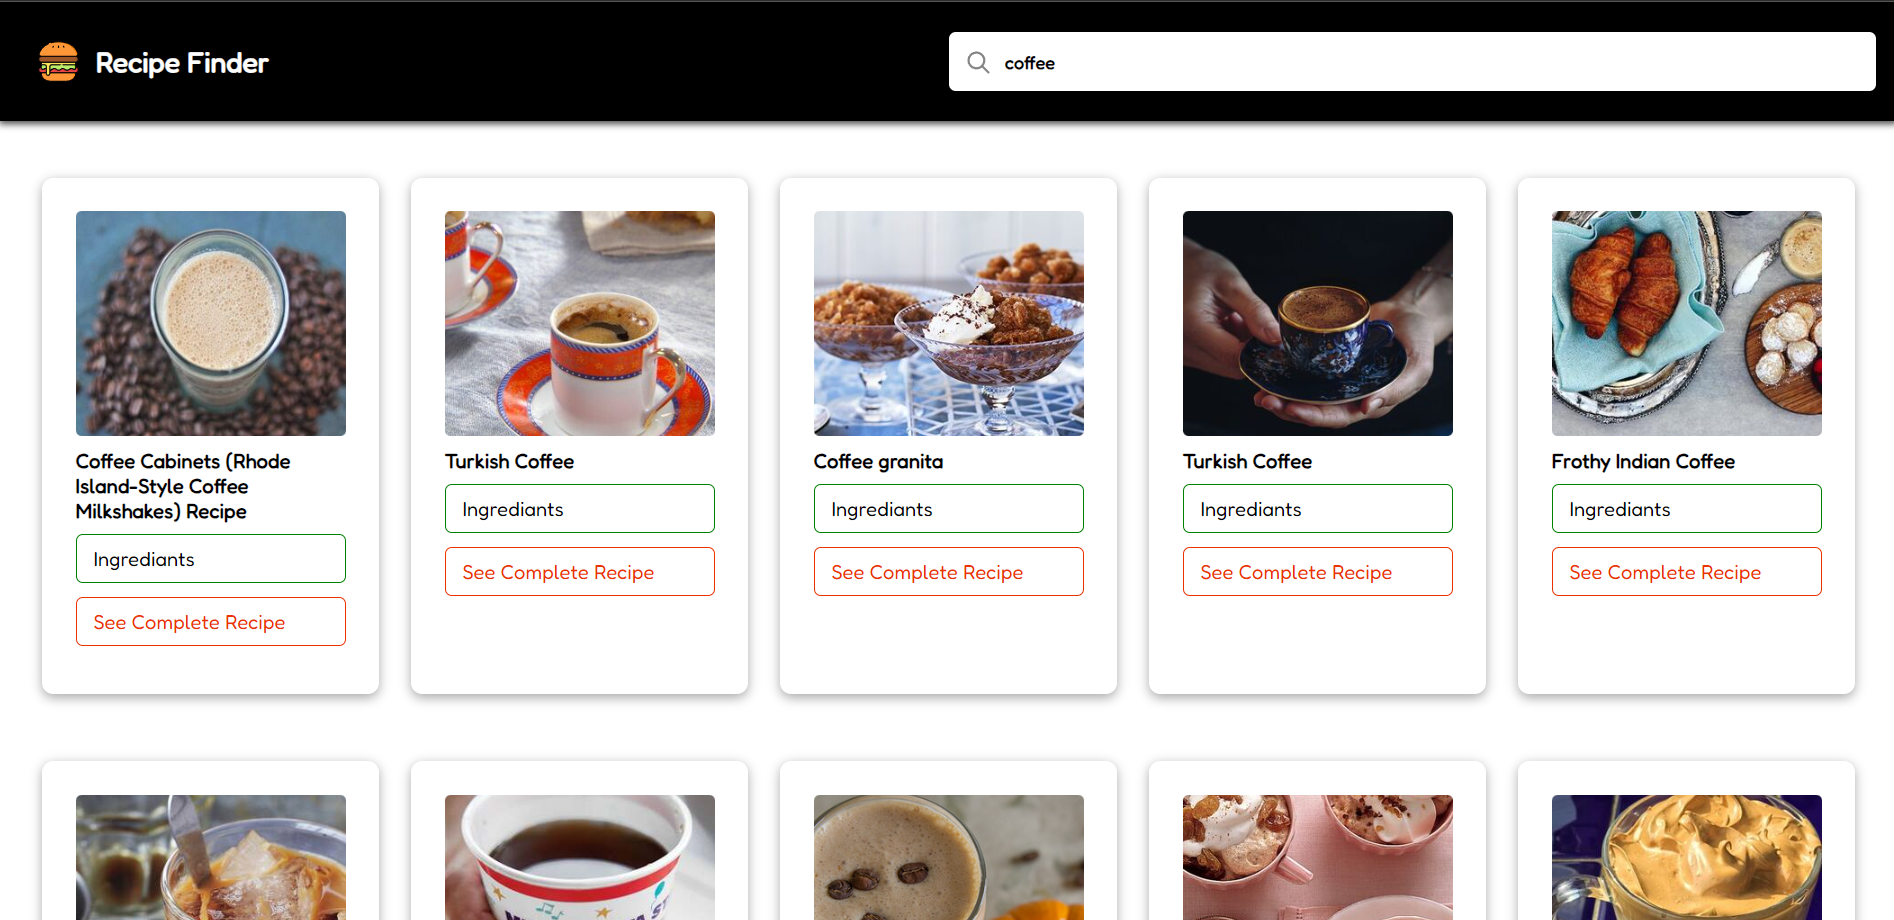 Recipe Finder
coffee
Coffee Cabinets (Rhode
Island-Style Coffee
Milkshakes) Recipe
Ingrediants
See Complete Recipe
Turkish Coffee
Ingrediants
See Complete Recipe
Coffee granita
Ingrediants
See Complete Recipe
Turkish Coffee
Ingrediants
See Complete Recipe
Frothy Indian Coffee
Ingrediants
See Complete Recipe